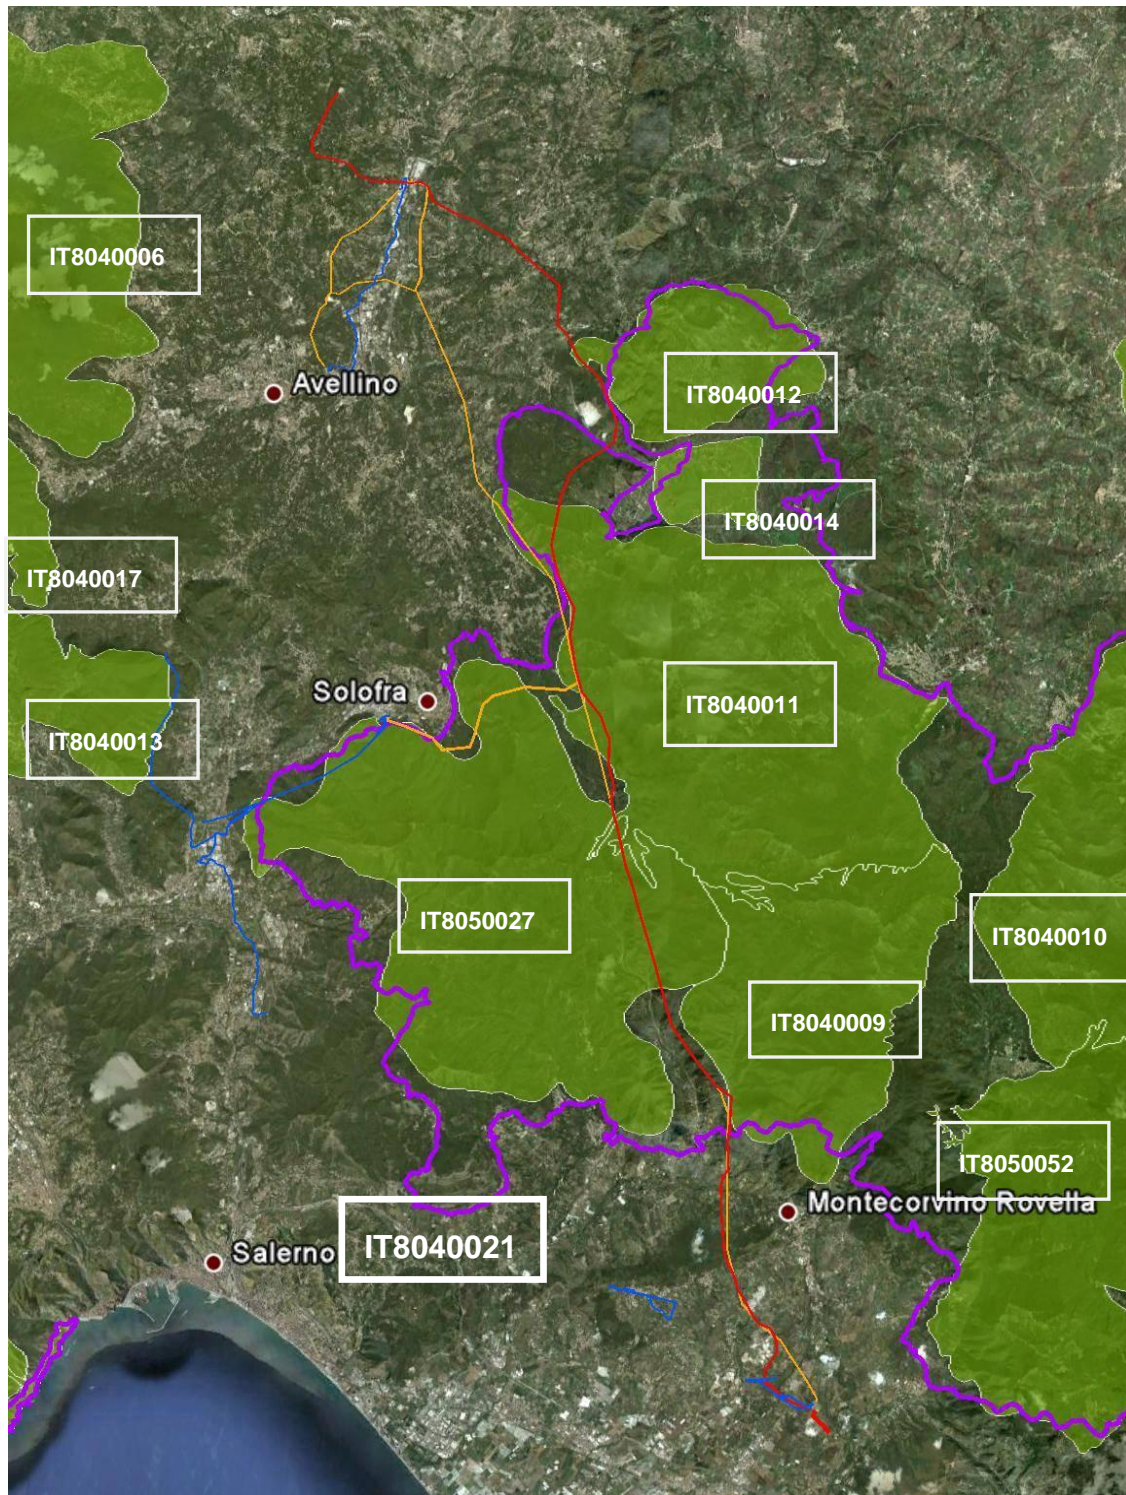 IT8040006
Avellino
IT8040012
IT8040014
IT8040017
Solofra
IT8040011
IT8040013
IT8050027
IT8040010
IT8040009
IT8050052
Montecorvino Rovella
Salerno
IT8040021